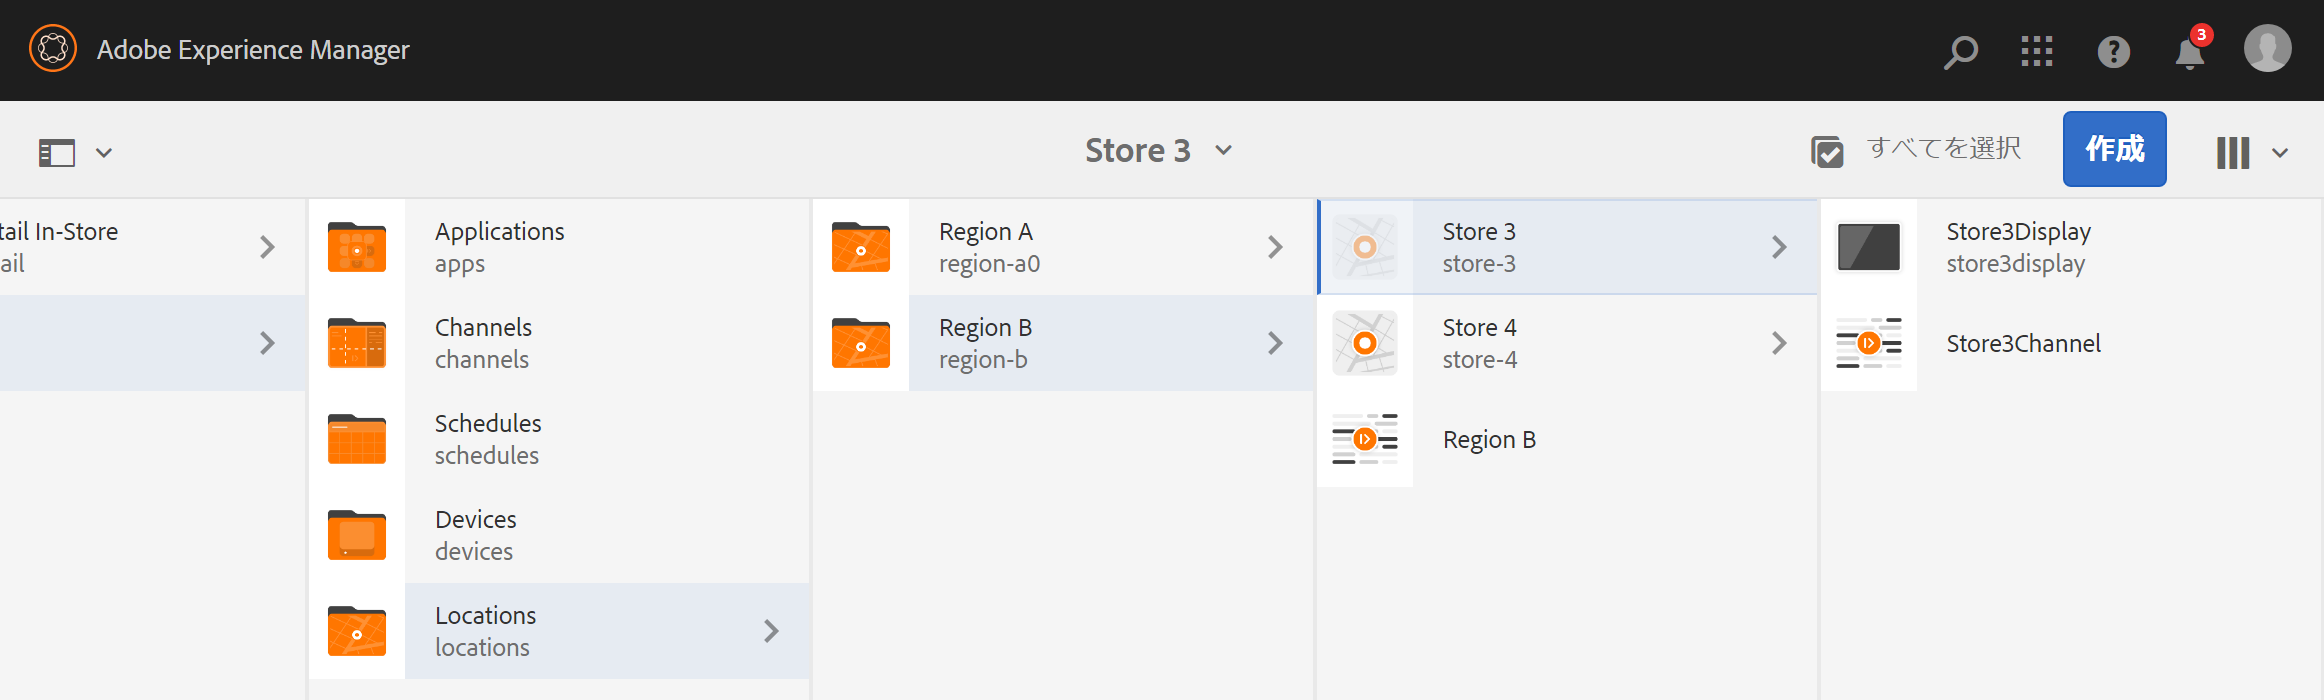 Adobe Experience Manager
3
Store 3
すべてを選択
作成
tail In-Store
ail
Applications
apps
Channels
channels
Schedules
schedules
Devices
devices
Locations
locations
Region A
region-a0
Region B
region-b
Store 3
store-3
Store 4
store-4
Region B
Store3Display
store3display
Store3Channel